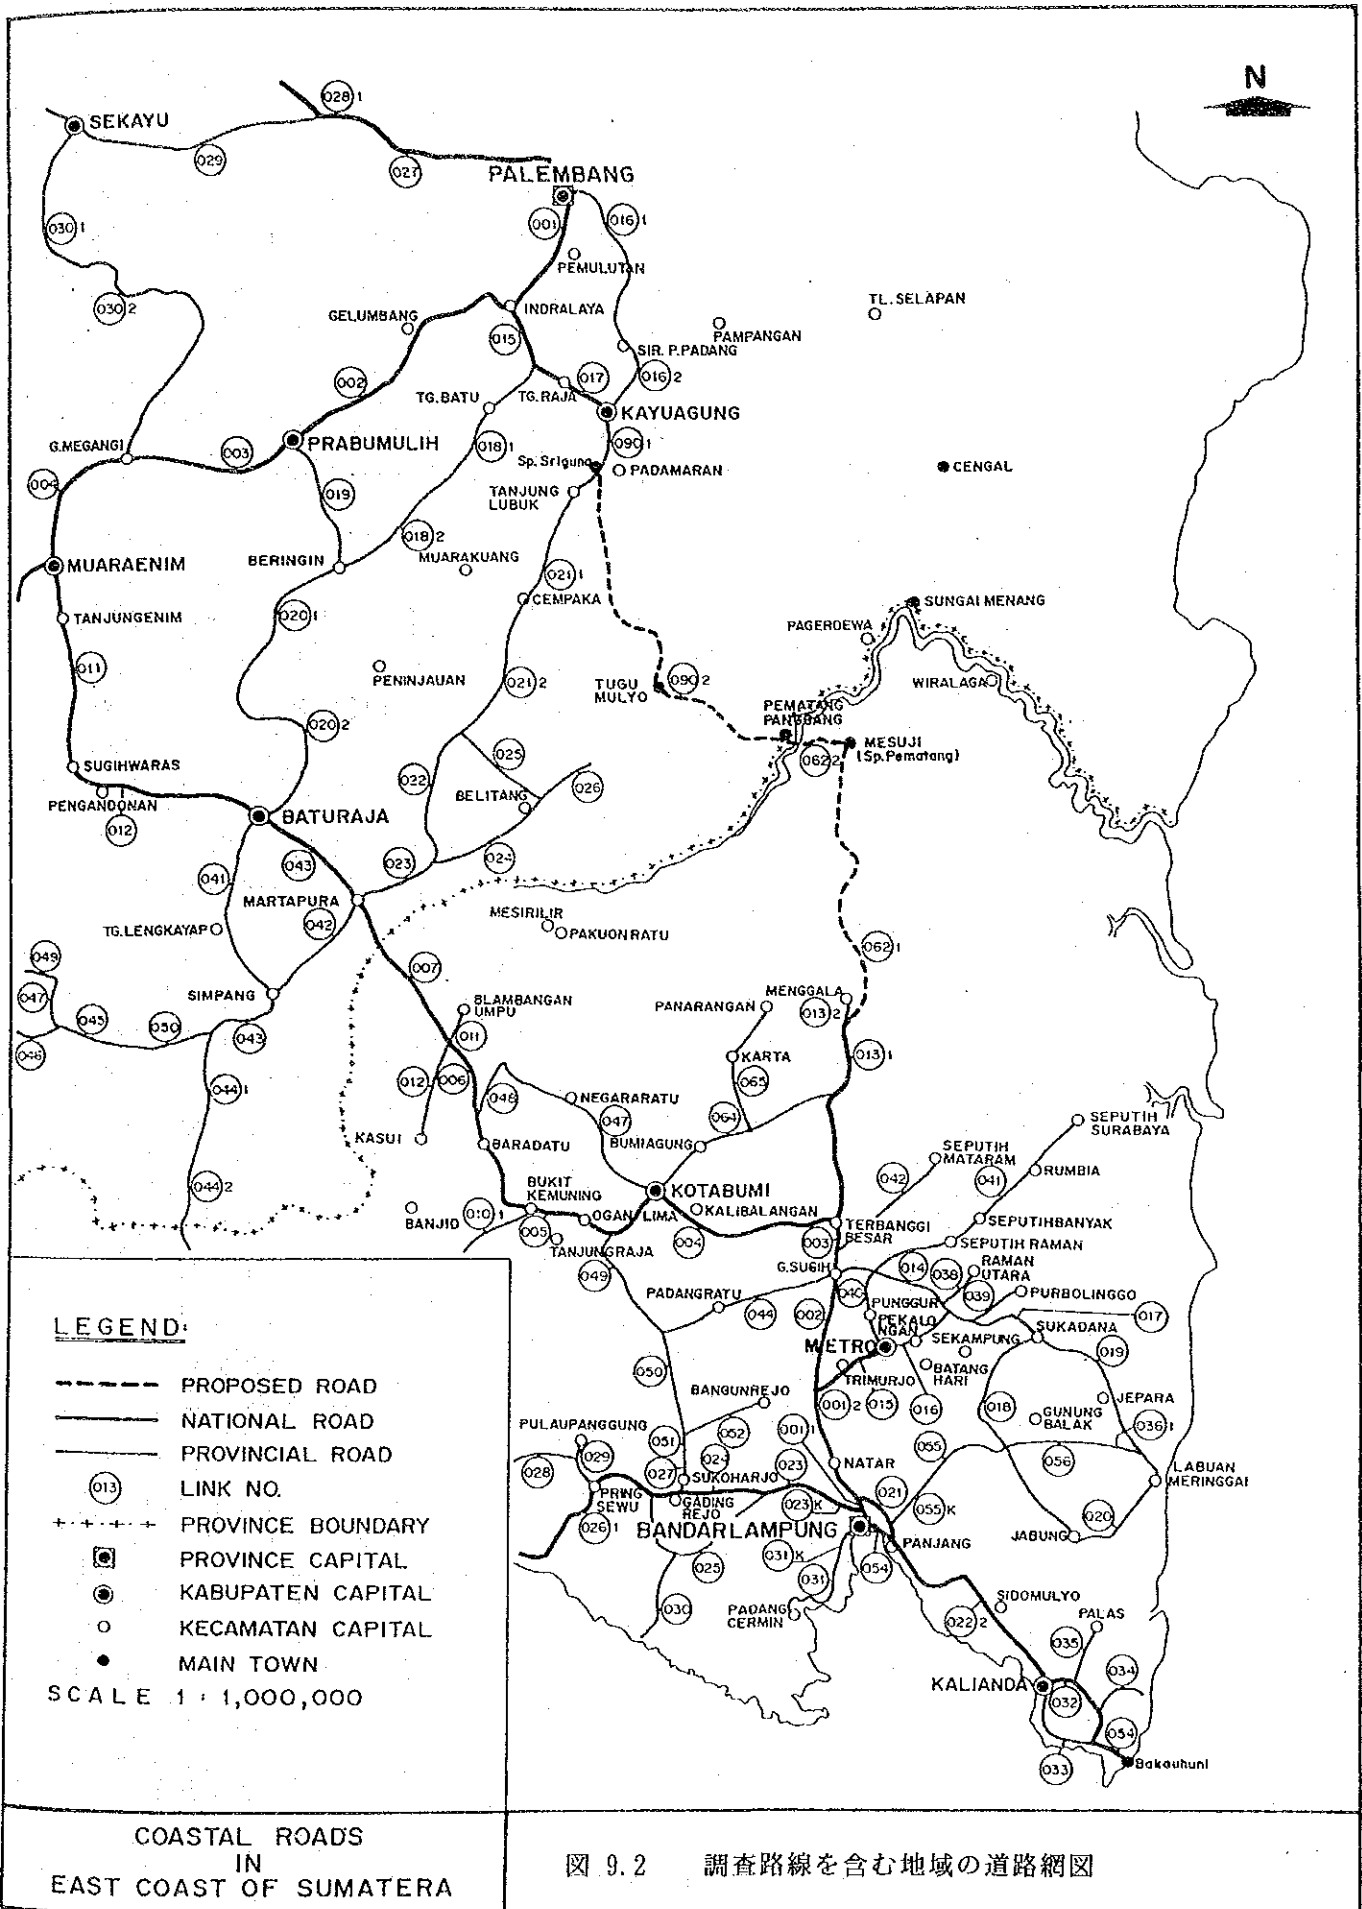 N
028 1
SEKAYU
029
027
PALEMBANG
001
016 1
030 1
PEMULUTAN
030 2
GELUMBANG
INDRALAYA
TL. SELAPAN
015
PAMPANGAN
SIR. P.PADANG
002
017
016 2
TG.BATU
TG.RAJA
KAYUAGUNG
G.MEGANG
003
PRABUMULIH
018 1
090 1
Sp. Sriguna
PADAMARAN
CENGAL
004
019
TANJUNG
LUBUK
018 2
MUARAENIM
BERINGIN
MUARAKUANG
021 1
CEMPAKA
SUNGAI MENANG
TANJUNGENIM
020 1
PAGERDEWA
011
PENINJAUAN
021 2
TUGU
MULYO
090 2
WIRALAGA
PEMATANG
PANGGANG
020 2
MESUJI
(Sp.Pematang)
SUGIHWARAS
025
062 2
022
026
PENGANDONAN
BELITANG
012
BATURAJA
043
023
024
041
MARTAPURA
042
MESIRILIR
PAKUON RATU
TG.LENGKAYAP
062 1
049
007
047
SIMPANG
BLAMBANGAN
UMPU
PANARANGAN
MENGGALA
013 2
045
050
043
011
046
KARTA
013 1
012
006
065
044 1
048
NEGARARATU
047
064
KASUI
BARADATU
BUMIAGUNG
SEPUTIH
SURABAYA
SEPUTIH
MATARAM
RUMBIA
042
041
044 2
BUKIT
KEMUNING
KOTABUMI
BANJID
010 1
OGAN LIMA
KALIBALANGAN
SEPUTIHBANYAK
005
004
003
TERBANGGI
BESAR
SEPUTIH RAMAN
TANJUNGRAJA
049
G.SUGIH
014
038
RAMAN
UTARA
PADANGRATU
044
002
040
039
PURBOLINGGO
PUNGGUR
PEKALO
NGAN
017
SEKAMPUNG
SUKADANA
METRO
019
050
TRIMURJO
BATANG
HARI
BANGUNREJO
001 2
015
016
018
GUNUNG
BALAK
JEPARA
036 1
PULAUPANGGUNG
001 1
051
052
055
029
024
023
NATAR
056
LABUAN
MERINGGAI
028
027
SUKOHARJO
021
PRING
SEWU
GADING
REJO
023 K
055 K
020
026 1
BANDARLAMPUNG
JABUNG
PANJANG
031 K
054
025
031
SIDOMULYO
030
PADANG
CERMIN
022 2
PALAS
035
034
KALIANDA
032
054
033
Bakauhuni
LEGEND:
PROPOSED ROAD
NATIONAL ROAD
PROVINCIAL ROAD
013 LINK NO.
PROVINCE BOUNDARY
PROVINCE CAPITAL
KABUPATEN CAPITAL
KECAMATAN CAPITAL
MAIN TOWN
SCALE 1 : 1,000,000
COASTAL ROADS
IN
EAST COAST OF SUMATERA
図 9.2 調査路線を含む地域の道路網図